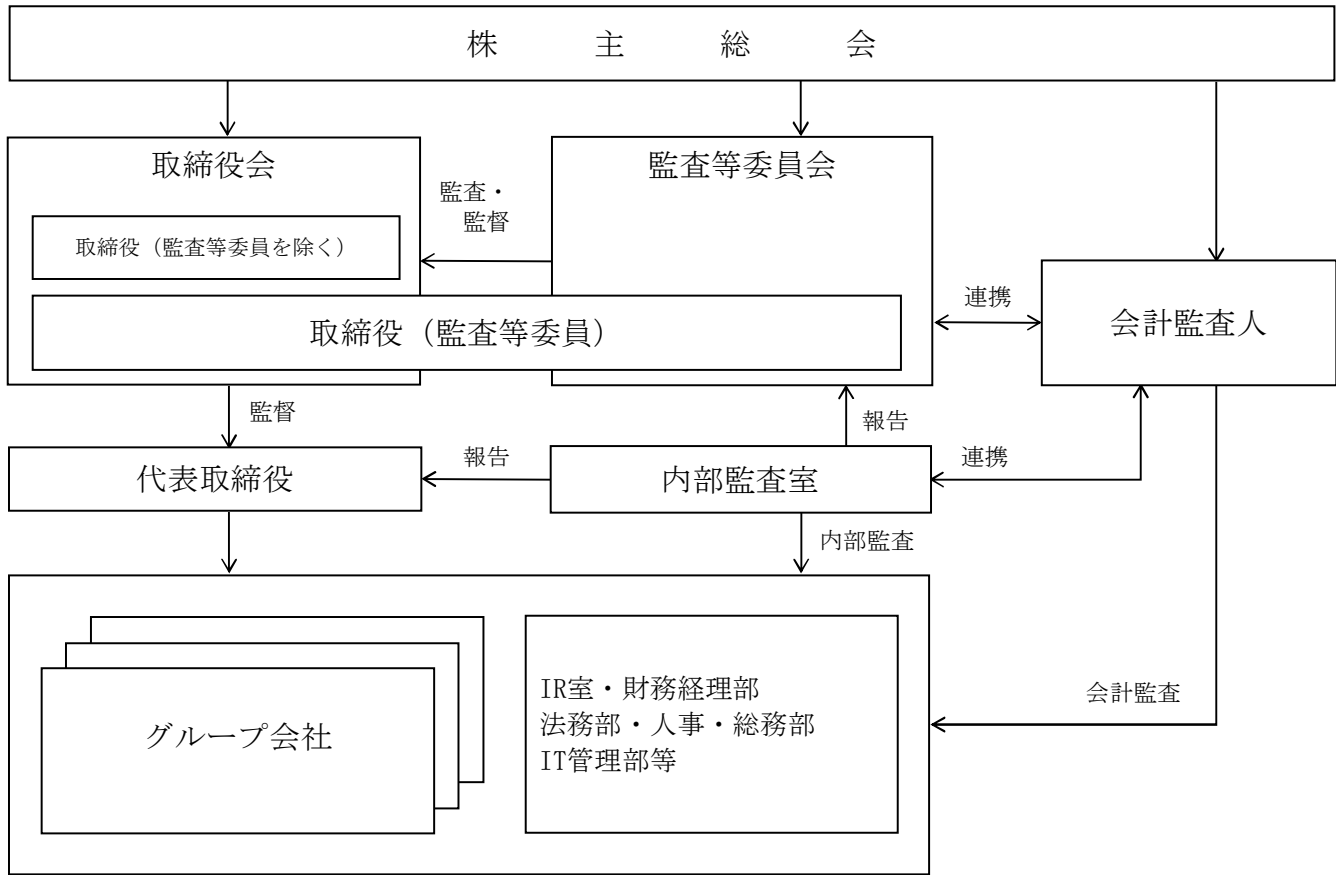 株主総会
取締役会
監査等委員会
監査・
監督
取締役（監査等委員を除く）
連携
会計監査人
取締役（監査等委員）
監督
報告
代表取締役
報告
内部監査室
連携
内部監査
IR室・財務経理部
法務部・人事・総務部
IT管理部等
グループ会社
会計監査